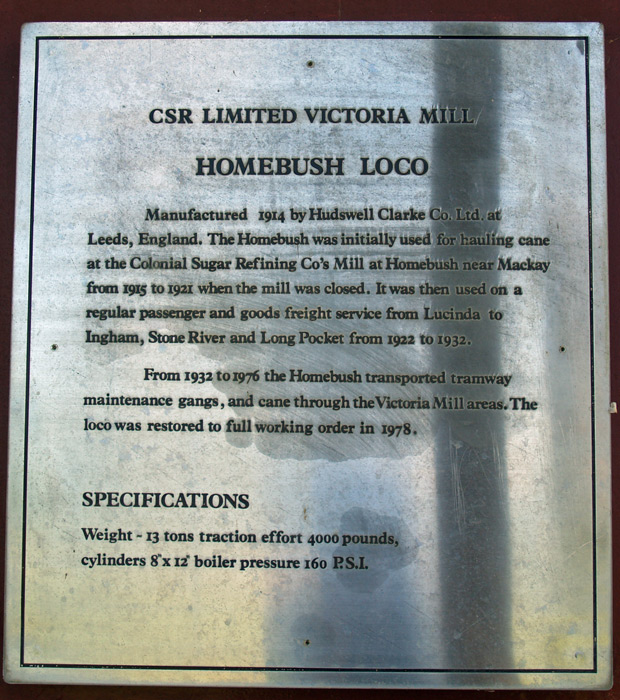 CSR LIMITED VICTORIA MILL
HOMEBUSH LOCO
Manufactured 1914 by Hudswell Clarke Co. Ltd. at
Leeds, England. The Homebush was initially used for hauling cane
at the Colonial Sugar Refining Co's Mill at Homebush near Mackay
from 1915 to 1921 when the mill was closed. It was then used on a
regular passenger and goods freight service from Lucinda to
Ingham, Stone River and Long Pocket from 1922 to 1932.
From 1932 to 1976 the Homebush transported tramway
maintenance gangs, and cane through the Victoria Mill areas. The
loco was restored to full working order in 1978.
SPECIFICATIONS
Weight - 13 tons traction effort 4000 pounds,
cylinders 8" x 12" boiler pressure 160 P.S.I.